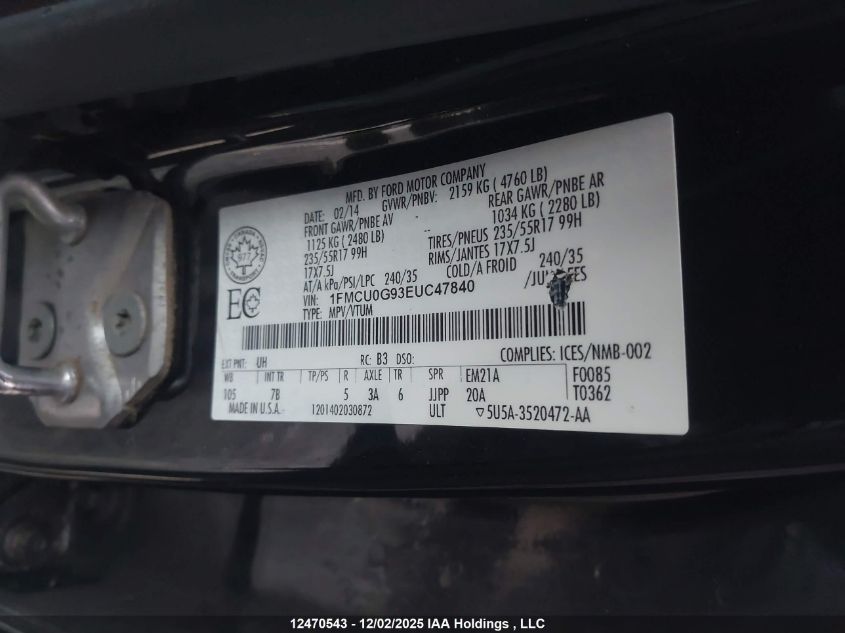 MFD. BY FORD MOTOR COMPANY
DATE: 02/14 GVWR/PNBV: 2159 KG ( 4760 LB)
FRONT GAWR/PNBE AV REAR GAWR/PNBE AR
1125 KG ( 2480 LB) 1034 KG ( 2280 LB)
235/55R17 99H TIRES/PNEUS 235/55R17 99H
17X7.5J RIMS/JANTES 17X7.5J
AT/A kPa/PSI/LPC 240/35 COLD/A FROID 240/35
VIN: 1FMCU0G93EUC47840
TYPE: MPV/VTUM
977
EC
EXT PNT: UH RC: B3 DSO: COMPLIES: ICES/NMB-002
WB INT TR TP/PS R AXLE TR SPR EM21A F0085
105 7B 5 3A 6 JJPP 20A T0362
MADE IN U.S.A. 1201402030872 ULT ▽5U5A-3520472-AA
12470543 - 12/02/2025 IAA Holdings , LLC